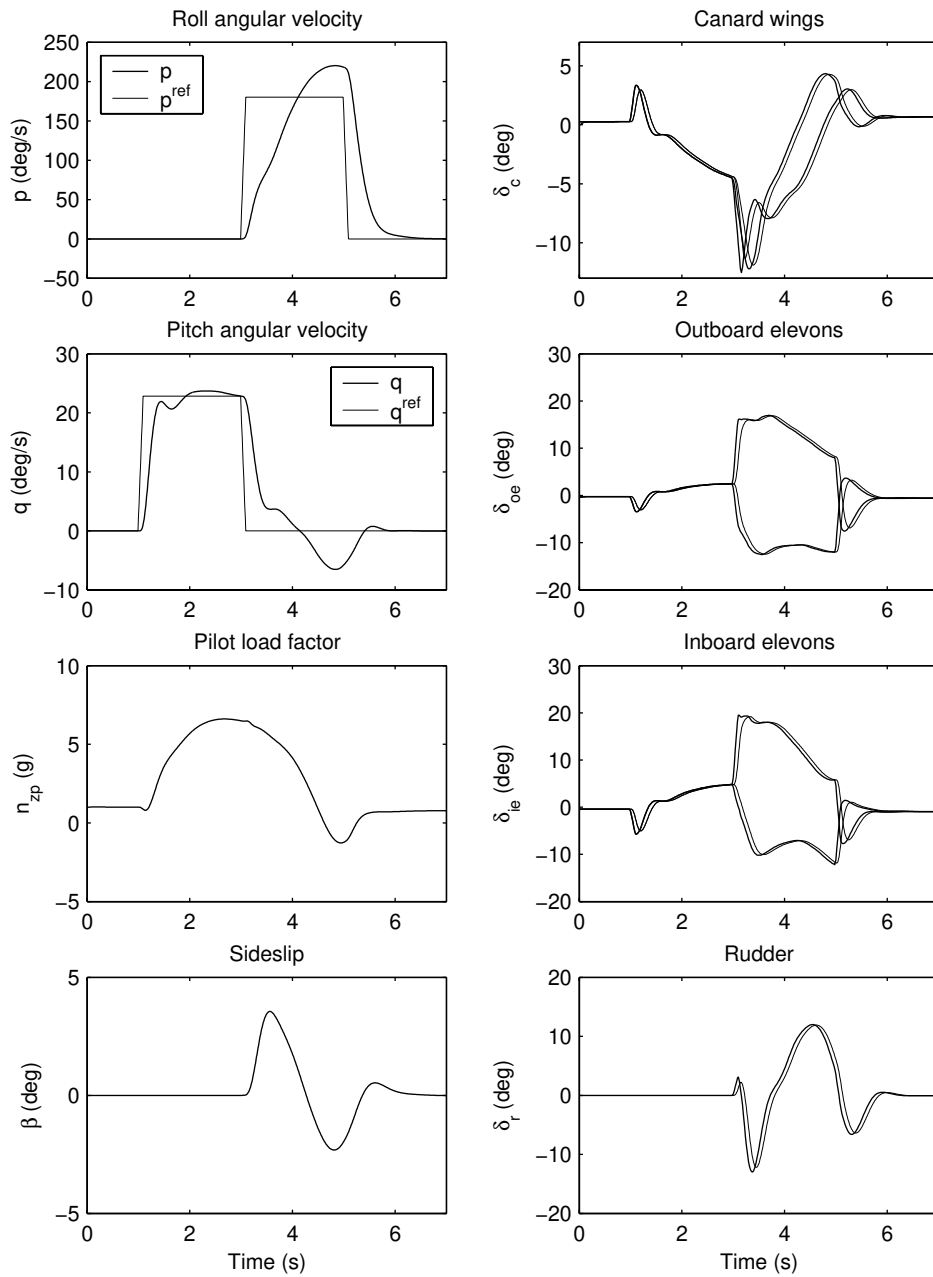 Roll angular velocity
250
200
150
100
50
0
−50
p (deg/s)
p
p^ref
0 2 4 6
Canard wings
5
0
−5
−10
δ_c (deg)
0 2 4 6
Pitch angular velocity
30
20
10
0
−10
q (deg/s)
q
q^ref
0 2 4 6
Outboard elevons
30
20
10
0
−10
−20
δ_oe (deg)
0 2 4 6
Pilot load factor
10
5
0
−5
n_zp (g)
0 2 4 6
Inboard elevons
30
20
10
0
−10
−20
δ_ie (deg)
0 2 4 6
Sideslip
5
0
−5
β (deg)
0 2 4 6
Time (s)
Rudder
20
10
0
−10
−20
δ_r (deg)
0 2 4 6
Time (s)